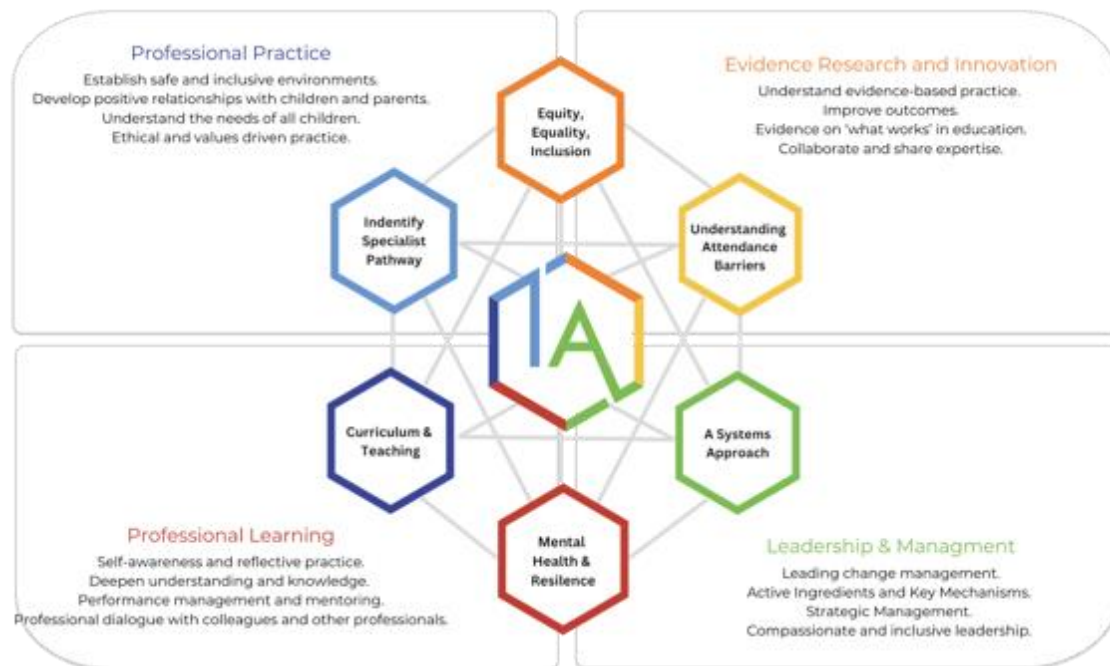 Professional Practice
Establish safe and inclusive environments.
Develop positive relationships with children and parents.
Understand the needs of all children.
Ethical and values driven practice.
Evidence Research and Innovation
Understand evidence-based practice.
Improve outcomes.
Evidence on 'what works' in education.
Collaborate and share expertise.
Equity,
Equality,
Inclusion
Indentify
Specialist
Pathway
Understanding
Attendance
Barriers
1A
Curriculum &
Teaching
A Systems
Approach
Mental
Health &
Resilence
Professional Learning
Self-awareness and reflective practice.
Deepen understanding and knowledge.
Performance management and mentoring.
Professional dialogue with colleagues and other professionals.
Leadership & Managment
Leading change management.
Active Ingredients and Key Mechanisms.
Strategic Management.
Compassionate and inclusive leadership.